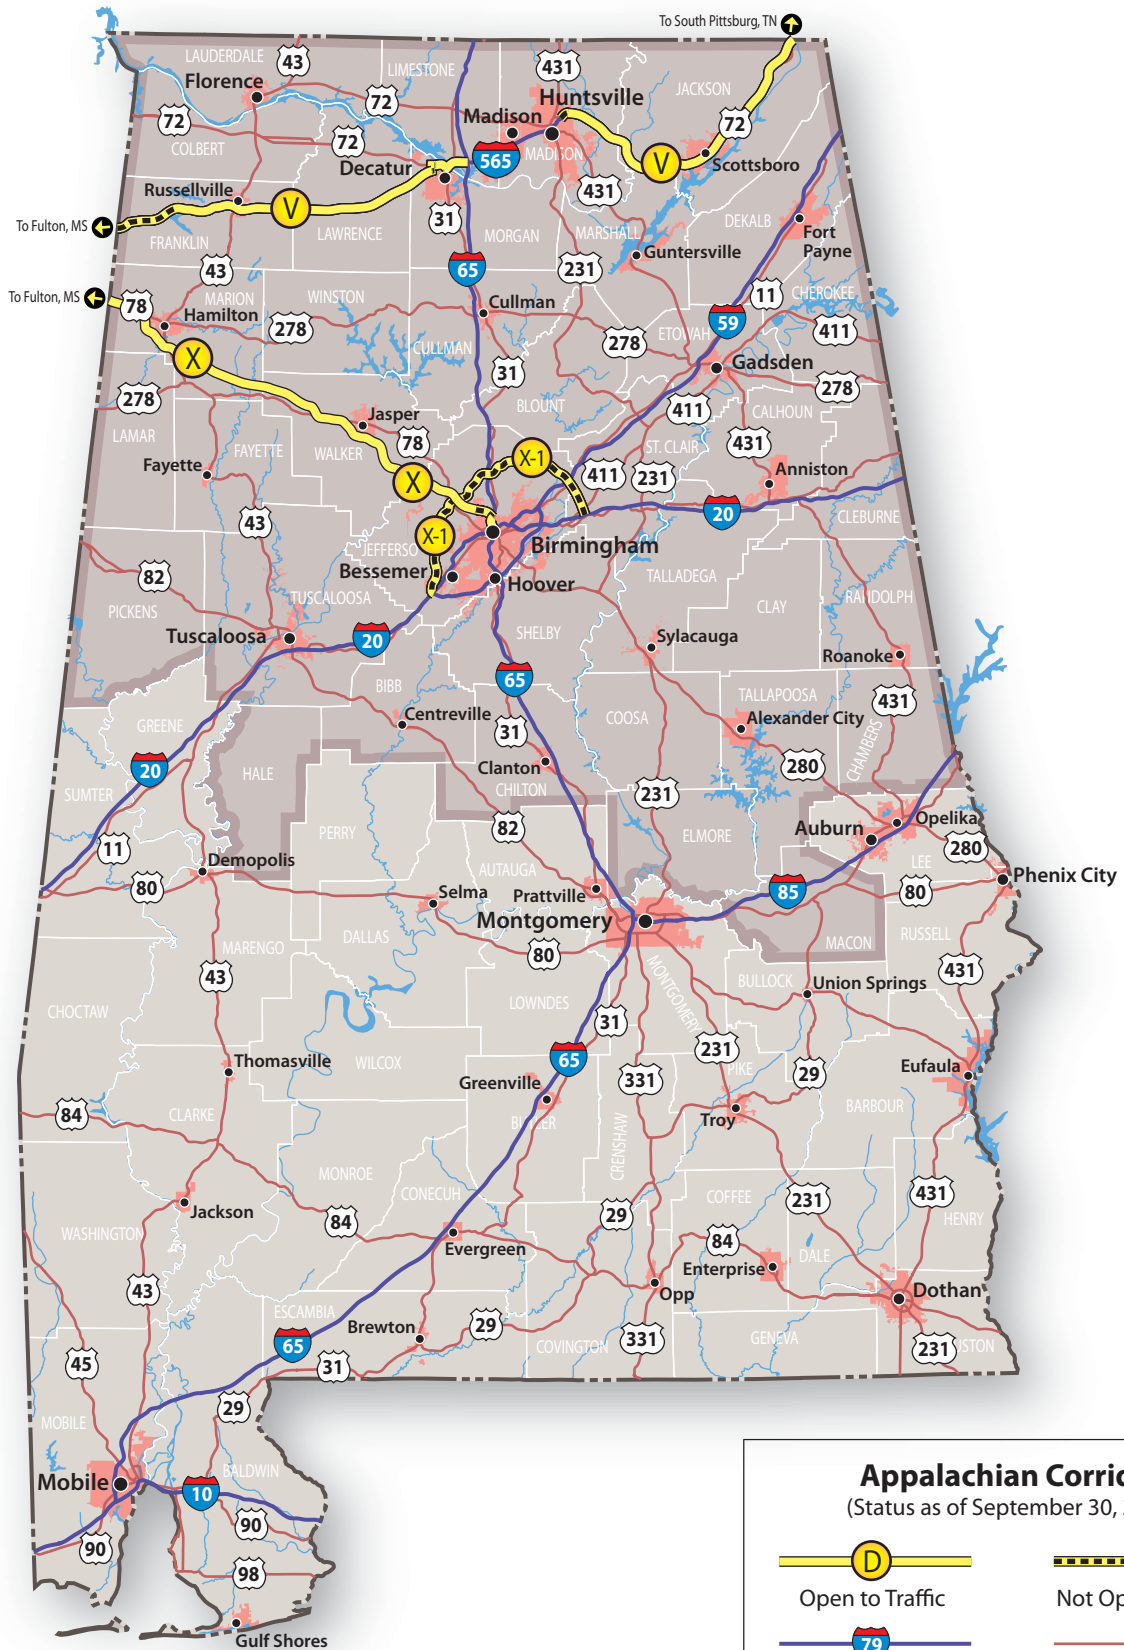 To South Pittsburg, TN
LAUDERDALE
43
Florence
LIMESTONE
431
JACKSON
72
Huntsville
Madison
72
72
72
COLBERT
MADISON
565
Decatur
V
Scottsboro
Russellville
431
V
31
DEKALB
To Fulton, MS
FRANKLIN
LAWRENCE
MORGAN
MARSHALL
Fort
Payne
Guntersville
43
65
231
To Fulton, MS
78
MARION
WINSTON
Cullman
11
CHEROKEE
Hamilton
278
59
411
ETOWAH
278
CULLMAN
X
Gadsden
31
278
278
BLOUNT
411
CALHOUN
Jasper
LAMAR
78
431
FAYETTE
WALKER
ST. CLAIR
X-1
Fayette
411
231
Anniston
X
20
43
CLEBURNE
X-1
Birmingham
JEFFERSO
82
Bessemer
Hoover
TALLADEGA
PICKENS
TUSCALOOSA
CLAY
RANDOLPH
Tuscaloosa
20
SHELBY
Sylacauga
Roanoke
65
BIBB
TALLAPOOSA
431
Centreville
COOSA
Alexander City
GREENE
31
CHAMBERS
20
HALE
Clanton
280
CHILTON
231
SUMTER
PERRY
82
ELMORE
Auburn
Opelika
11
280
Demopolis
AUTAUGA
LEE
80
Selma
Prattville
85
80
Phenix City
Montgomery
MARENGO
DALLAS
80
MACON
RUSSELL
43
MONTGOMERY
BULLOCK
431
Union Springs
CHOCTAW
LOWNDES
31
65
231
Thomasville
WILCOX
Greenville
331
PIKE
29
Eufaula
84
CLARKE
BUTLER
Troy
BARBOUR
CRENSHAW
MONROE
CONECUH
COFFEE
231
431
Jackson
84
29
HENRY
WASHINGTON
Evergreen
84
DALE
Enterprise
43
Opp
Dothan
ESCAMBIA
Brewton
29
65
COVINGTON
331
GENEVA
231
USTON
45
31
29
MOBILE
BALDWIN
Mobile
10
90
90
98
Gulf Shores
Appalachian Corri
(Status as of September 30,
D
Open to Traffic
Not Op
79